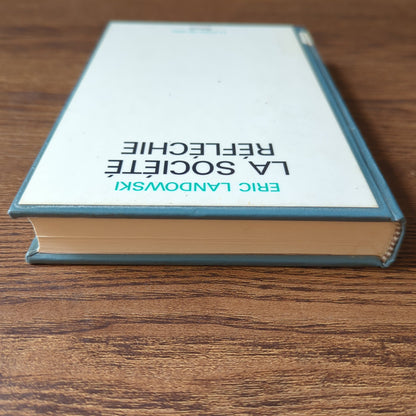 ERIC LANDOWSKI
LA SOCIÉTÉ
RÉFLÉCHIE